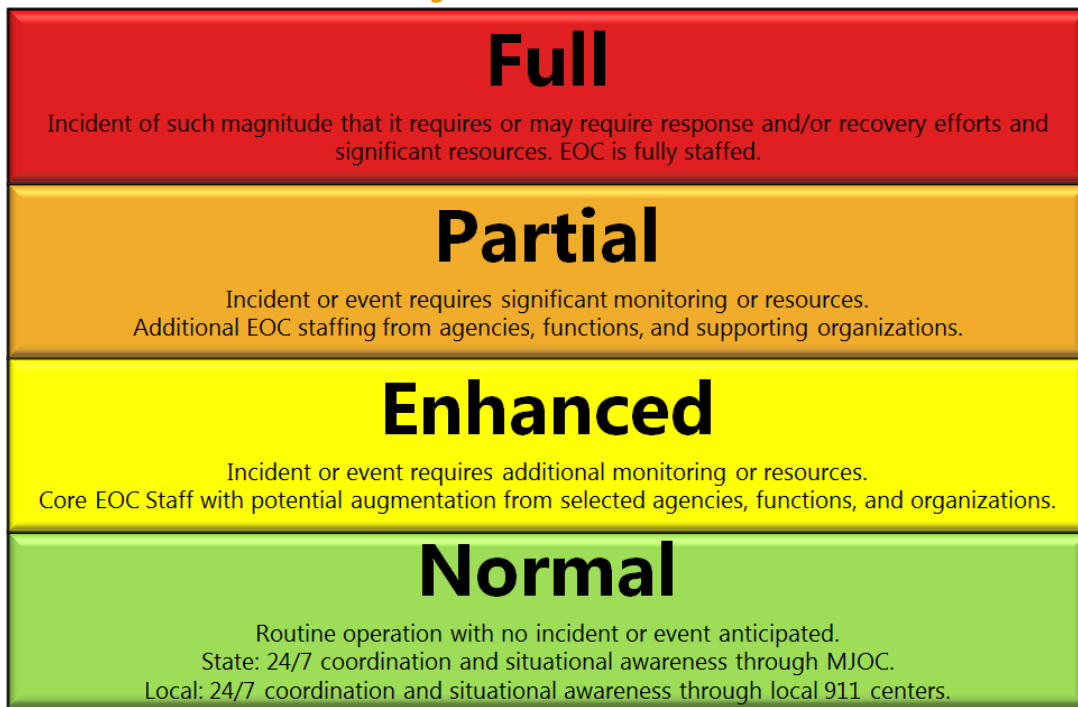 Full
Incident of such magnitude that it requires or may require response and/or recovery efforts and
significant resources. EOC is fully staffed.
Partial
Incident or event requires significant monitoring or resources.
Additional EOC staffing from agencies, functions, and supporting organizations.
Enhanced
Incident or event requires additional monitoring or resources.
Core EOC Staff with potential augmentation from selected agencies, functions, and organizations.
Normal
Routine operation with no incident or event anticipated.
State: 24/7 coordination and situational awareness through MJOC.
Local: 24/7 coordination and situational awareness through local 911 centers.